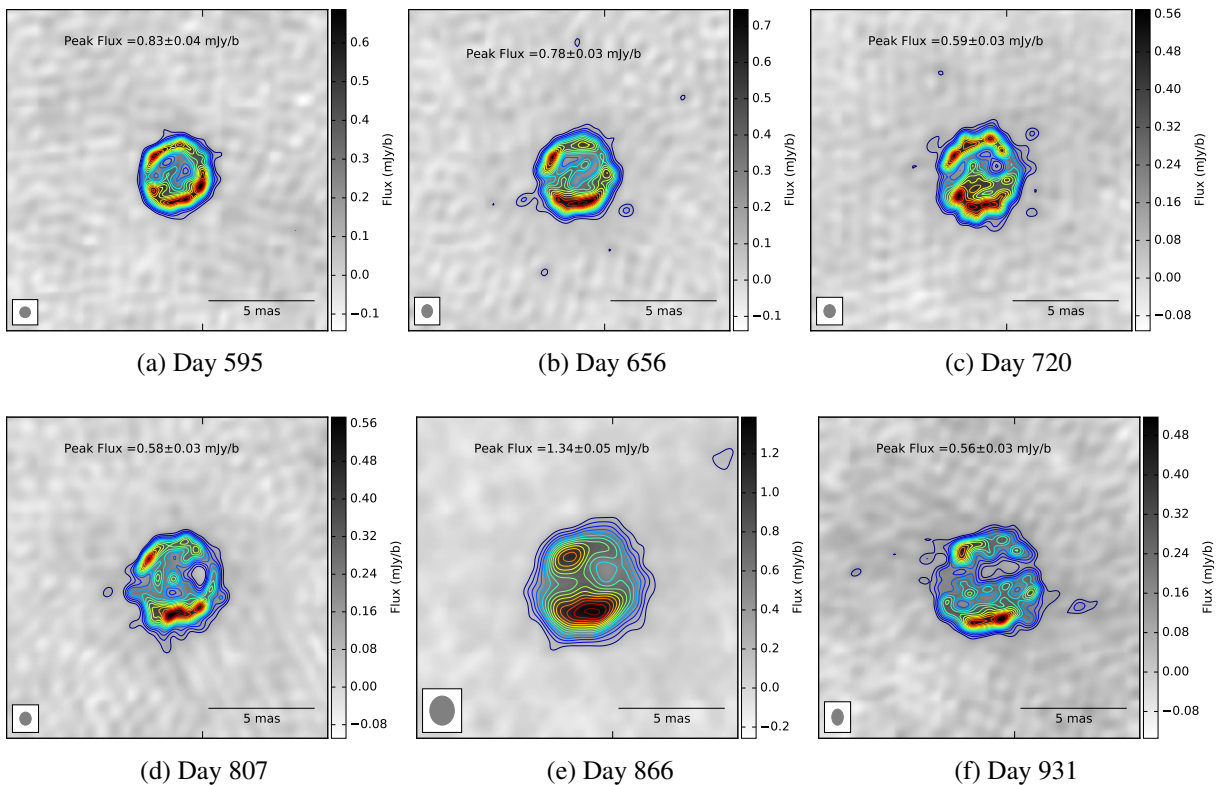 Peak Flux =0.83±0.04 mJy/b
0.6
0.5
0.4
0.3
0.2
0.1
0.0
−0.1
Flux (mJy/b)
5 mas
(a) Day 595
Peak Flux =0.78±0.03 mJy/b
0.7
0.6
0.5
0.4
0.3
0.2
0.1
0.0
−0.1
Flux (mJy/b)
5 mas
(b) Day 656
Peak Flux =0.59±0.03 mJy/b
0.56
0.48
0.40
0.32
0.24
0.16
0.08
0.00
−0.08
Flux (mJy/b)
5 mas
(c) Day 720
Peak Flux =0.58±0.03 mJy/b
0.56
0.48
0.40
0.32
0.24
0.16
0.08
0.00
−0.08
Flux (mJy/b)
5 mas
(d) Day 807
Peak Flux =1.34±0.05 mJy/b
1.2
1.0
0.8
0.6
0.4
0.2
0.0
−0.2
Flux (mJy/b)
5 mas
(e) Day 866
Peak Flux =0.56±0.03 mJy/b
0.48
0.40
0.32
0.24
0.16
0.08
0.00
−0.08
Flux (mJy/b)
5 mas
(f) Day 931